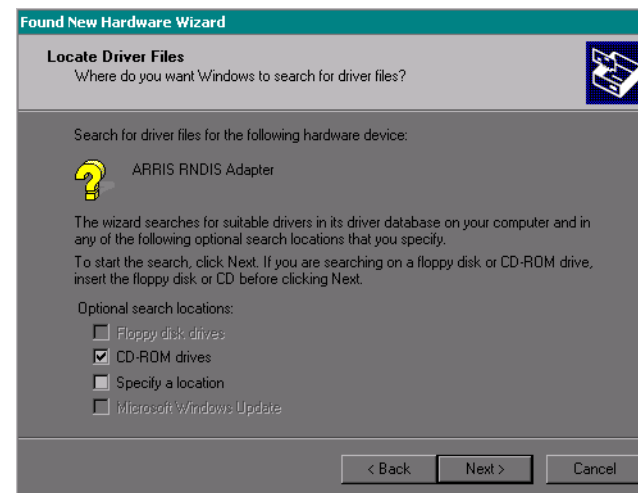 Found New Hardware Wizard
Locate Driver Files
Where do you want Windows to search for driver files?
Search for driver files for the following hardware device:
ARRIS RNDIS Adapter
The wizard searches for suitable drivers in its driver database on your computer and in
any of the following optional search locations that you specify.
To start the search, click Next. If you are searching on a floppy disk or CD-ROM drive,
insert the floppy disk or CD before clicking Next.
Optional search locations:
Floppy disk drives
CD-ROM drives
Specify a location
Microsoft Windows Update
< Back Next > Cancel